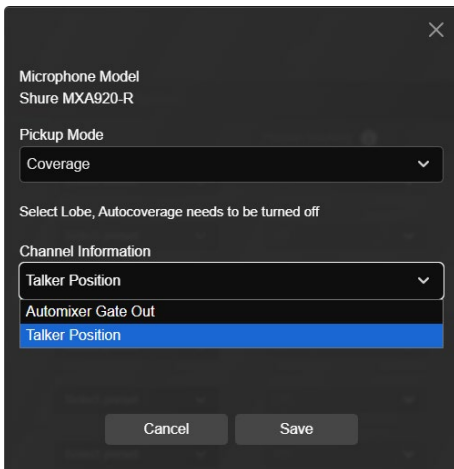 Microphone Model
Shure MXA920-R
Pickup Mode
Coverage
Select Lobe, Autocoverage needs to be turned off
Channel Information
Talker Position
Automixer Gate Out
Talker Position
Cancel
Save